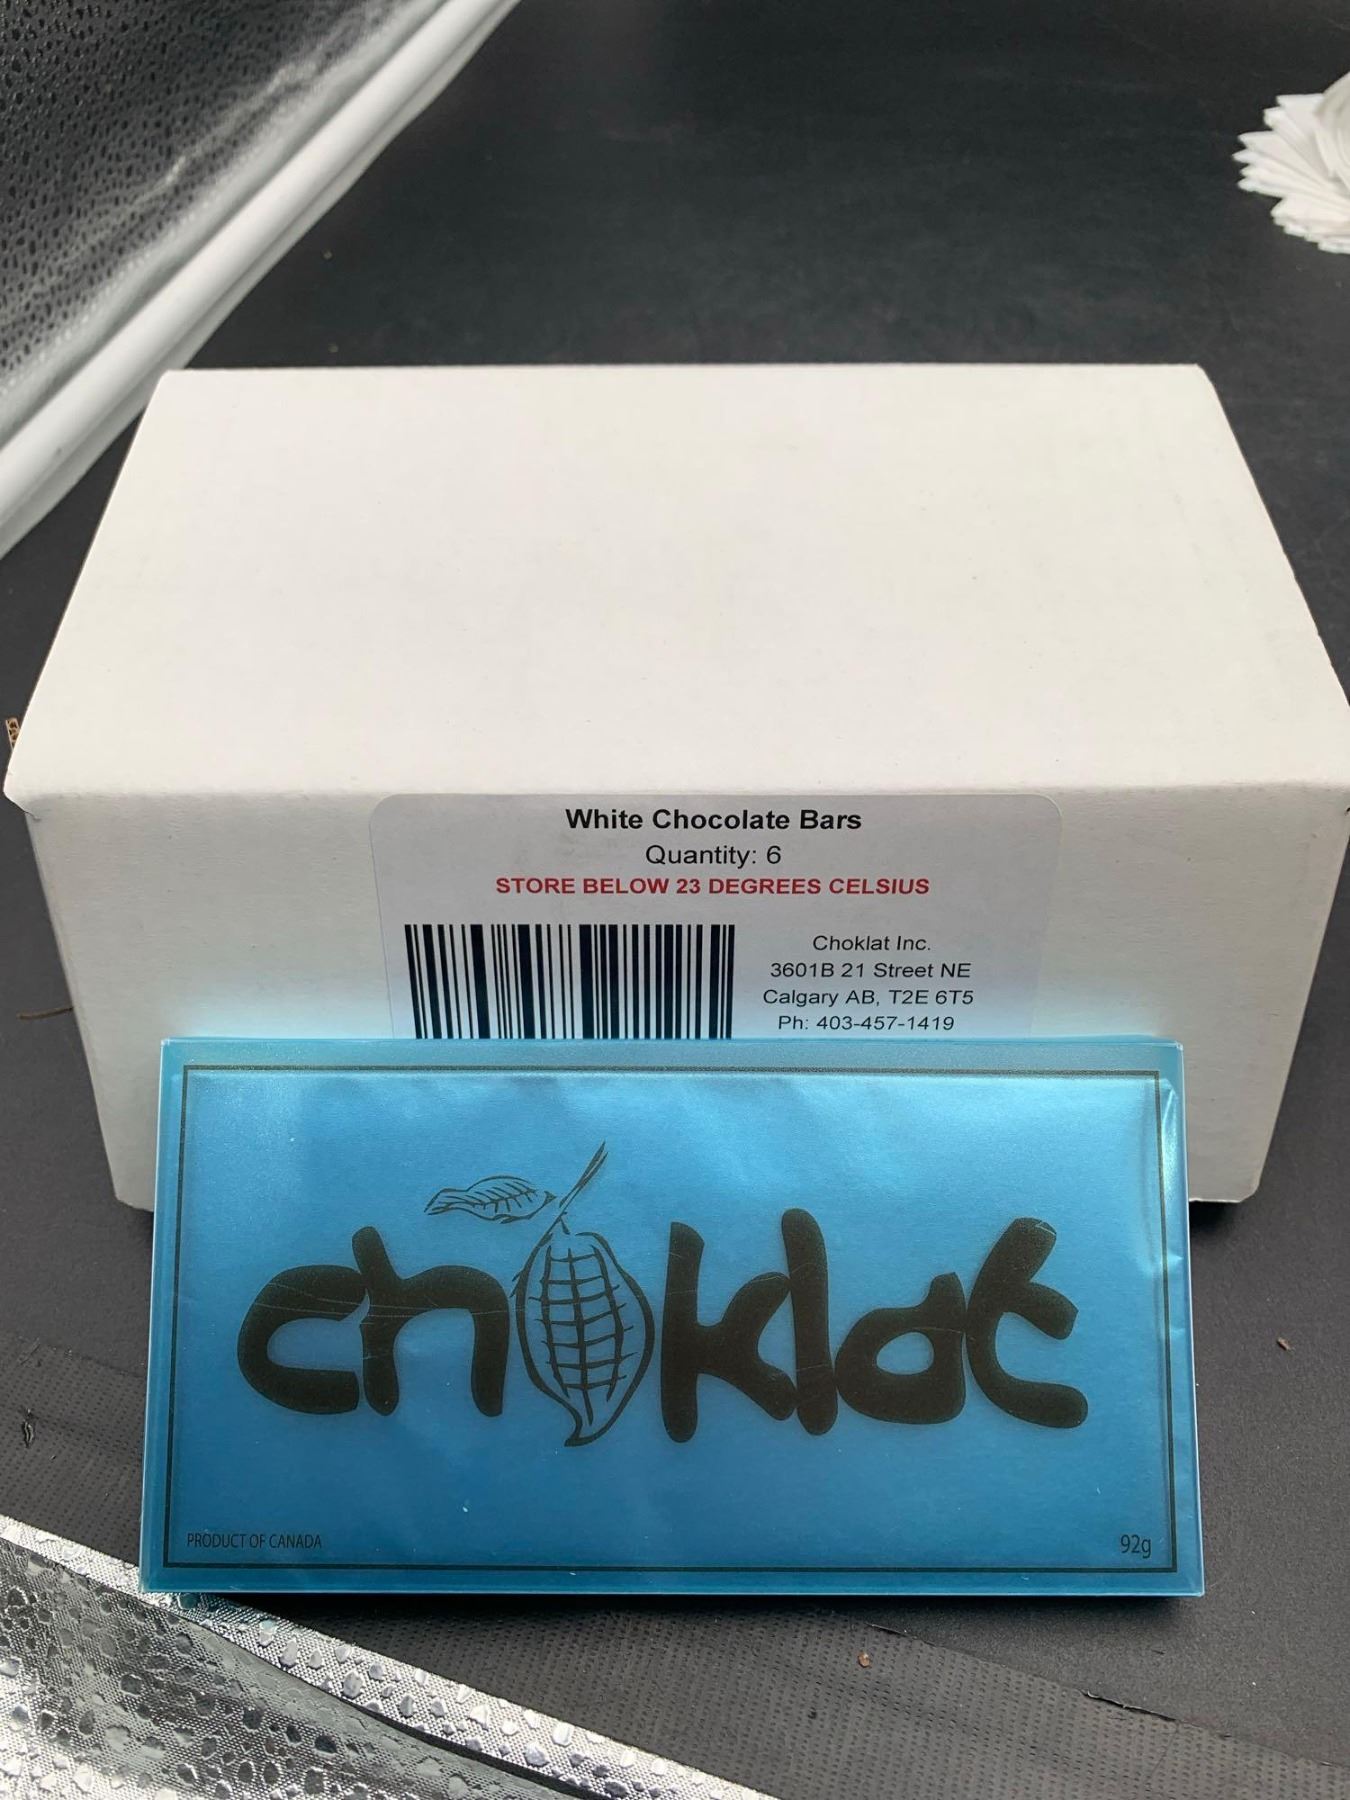 White Chocolate Bars
Quantity: 6
STORE BELOW 23 DEGREES CELSIUS
Choklat Inc.
3601B 21 Street NE
Calgary AB, T2E 6T5
Ph: 403-457-1419
choklat
PRODUCT OF CANADA
92g